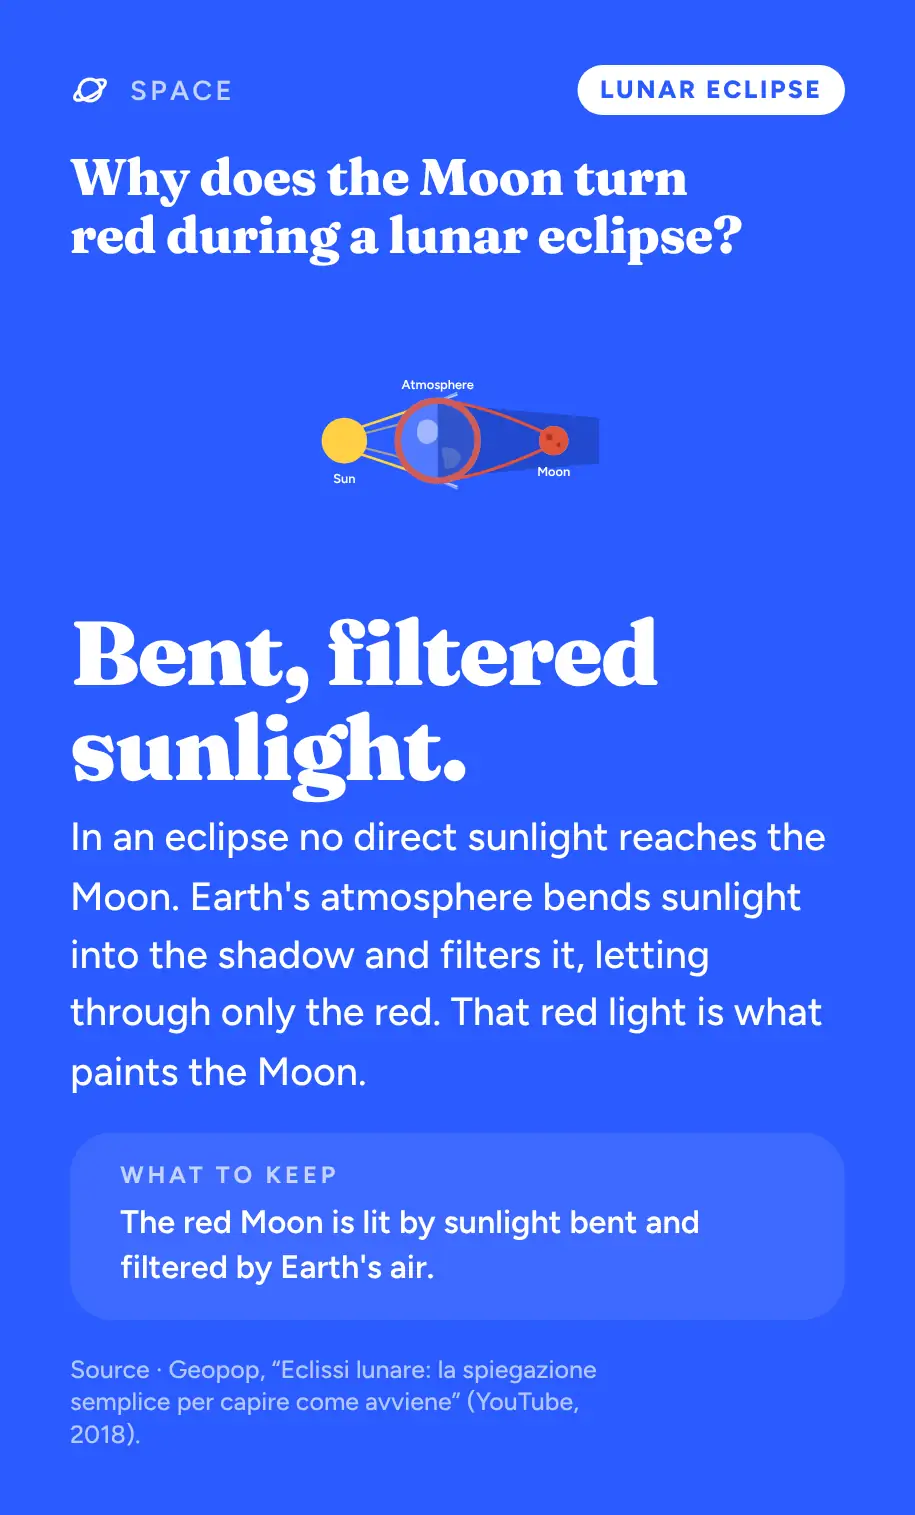 SPACE
LUNAR ECLIPSE
Why does the Moon turn
red during a lunar eclipse?
Atmosphere
Sun
Moon
Bent, filtered
sunlight.
In an eclipse no direct sunlight reaches the
Moon. Earth's atmosphere bends sunlight
into the shadow and filters it, letting
through only the red. That red light is what
paints the Moon.
WHAT TO KEEP
The red Moon is lit by sunlight bent and
filtered by Earth's air.
Source · Geopop, “Eclissi lunare: la spiegazione
semplice per capire come avviene” (YouTube,
2018).